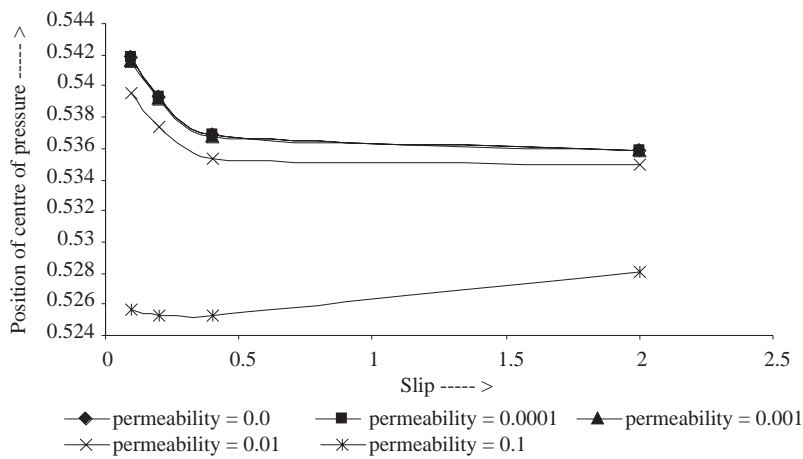 0.544
0.542
0.54
0.538
0.536
0.534
0.532
0.53
0.528
0.526
0.524
Position of centre of pressure ---- >
0 0.5 1 1.5 2 2.5
Slip ----- >
permeability = 0.0 permeability = 0.0001 permeability = 0.001
permeability = 0.01 permeability = 0.1